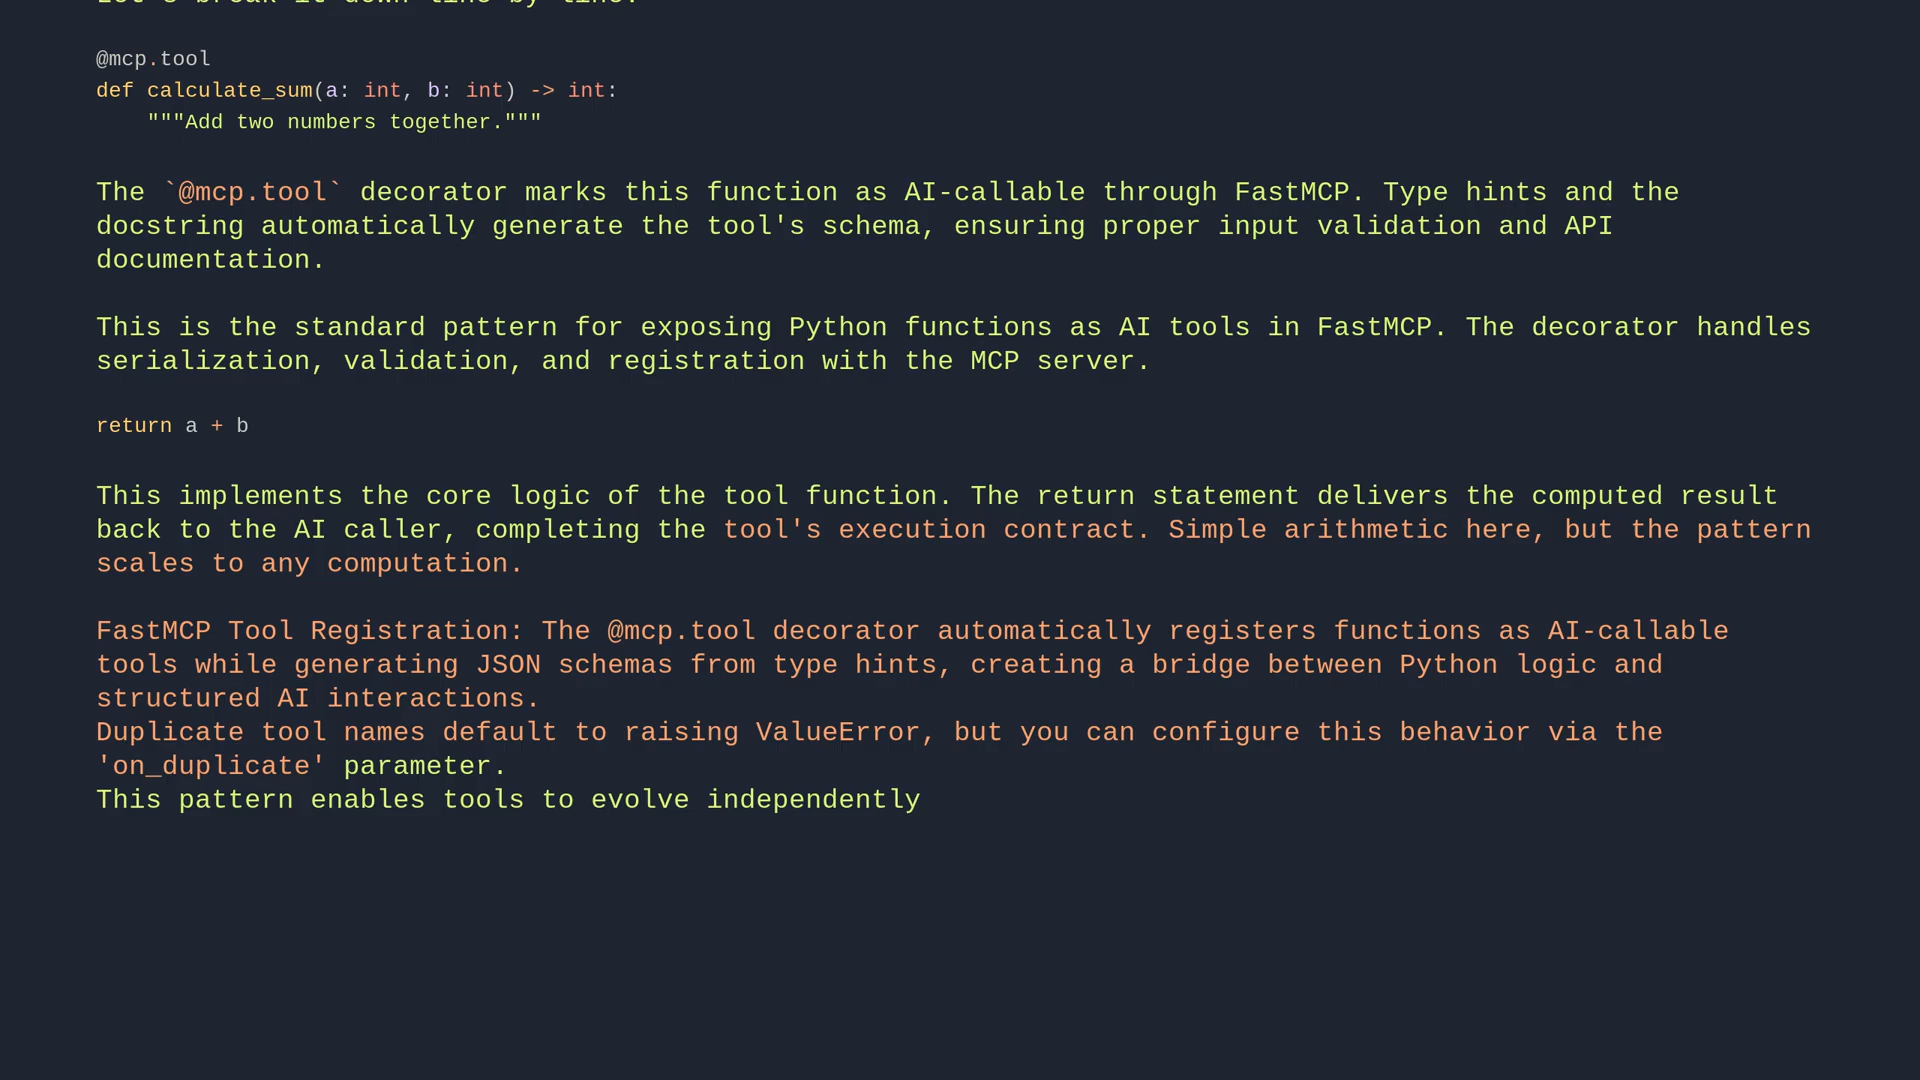 Let's break it down line by line:
@mcp.tool
def calculate_sum(a: int, b: int) -> int:
    """Add two numbers together."""
The `@mcp.tool` decorator marks this function as AI-callable through FastMCP. Type hints and the
docstring automatically generate the tool's schema, ensuring proper input validation and API
documentation.
This is the standard pattern for exposing Python functions as AI tools in FastMCP. The decorator handles
serialization, validation, and registration with the MCP server.
return a + b
This implements the core logic of the tool function. The return statement delivers the computed result
back to the AI caller, completing the tool's execution contract. Simple arithmetic here, but the pattern
scales to any computation.
FastMCP Tool Registration: The @mcp.tool decorator automatically registers functions as AI-callable
tools while generating JSON schemas from type hints, creating a bridge between Python logic and
structured AI interactions.
Duplicate tool names default to raising ValueError, but you can configure this behavior via the
'on_duplicate' parameter.
This pattern enables tools to evolve independently